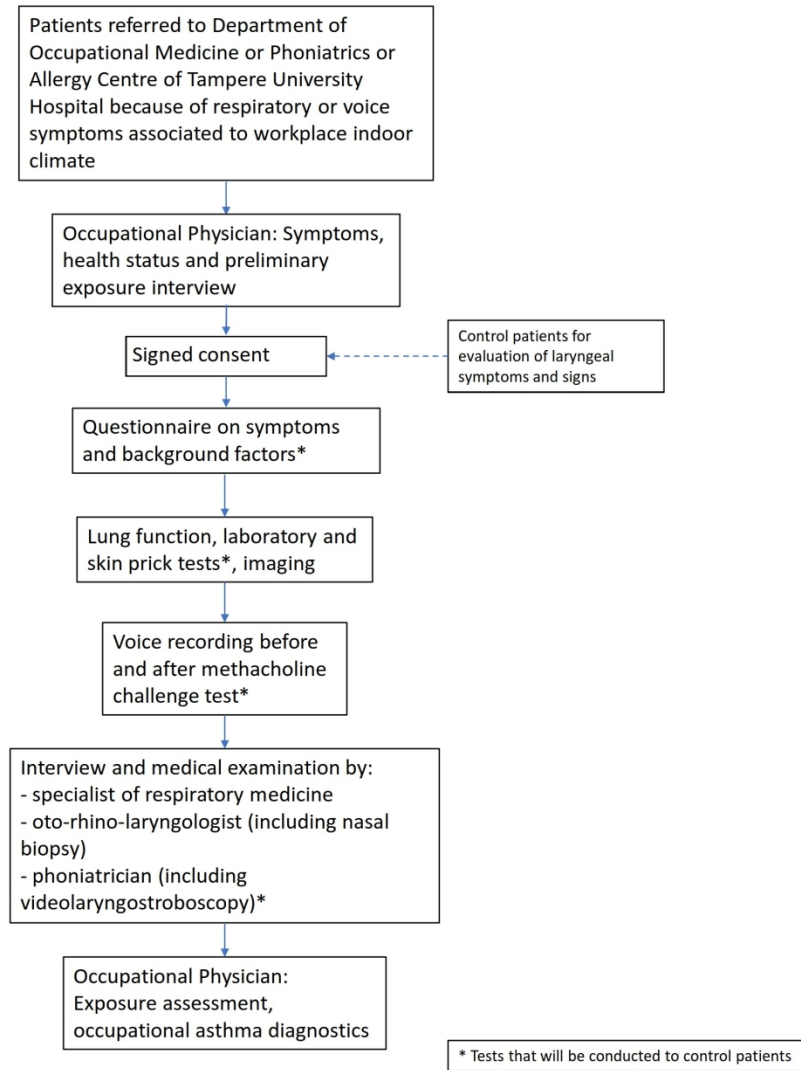 Patients referred to Department of
Occupational Medicine or Phoniatrics or
Allergy Centre of Tampere University
Hospital because of respiratory or voice
symptoms associated to workplace indoor
climate
Occupational Physician: Symptoms,
health status and preliminary
exposure interview
Signed consent
Control patients for
evaluation of laryngeal
symptoms and signs
Questionnaire on symptoms
and background factors*
Lung function, laboratory and
skin prick tests*, imaging
Voice recording before
and after methacholine
challenge test*
Interview and medical examination by:
- specialist of respiratory medicine
- oto-rhino-laryngologist (including nasal
biopsy)
- phoniatrician (including
videolaryngostroboscopy)*
Occupational Physician:
Exposure assessment,
occupational asthma diagnostics
* Tests that will be conducted to control patients